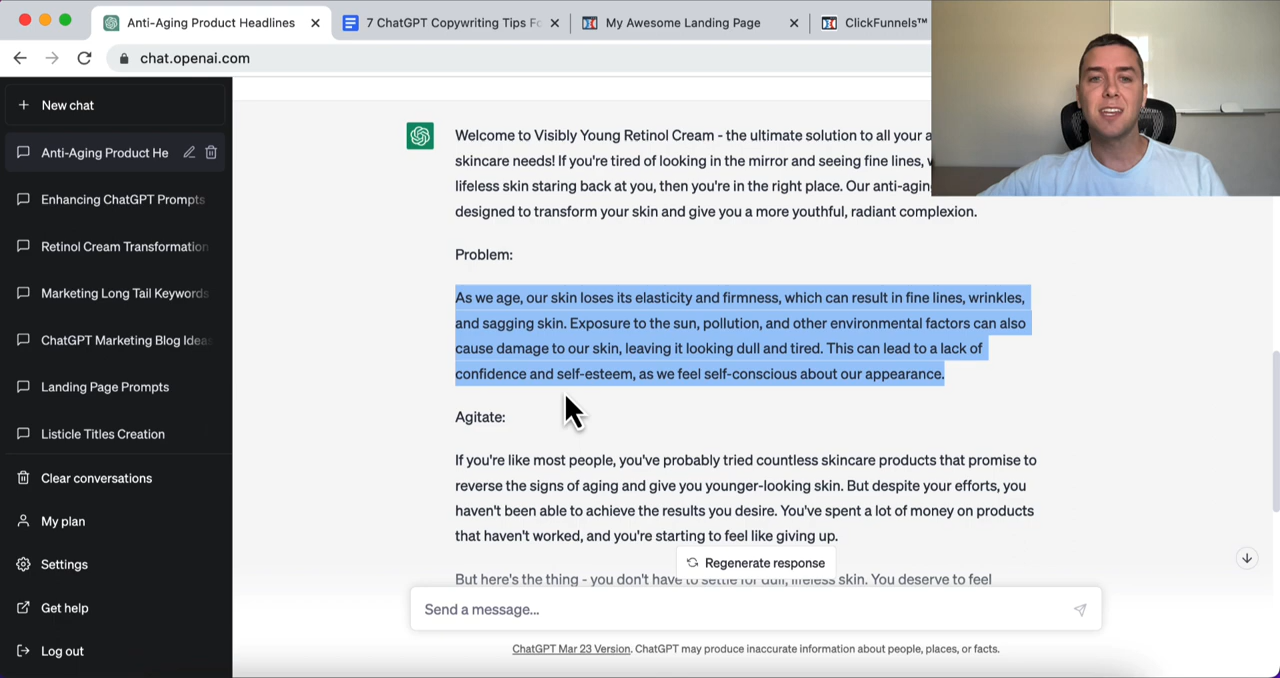 Anti-Aging Product Headlines
7 ChatGPT Copywriting Tips Fo
My Awesome Landing Page
ClickFunnels™
chat.openai.com
New chat
Anti-Aging Product He
Enhancing ChatGPT Prompts
Retinol Cream Transformation
Marketing Long Tail Keywords
ChatGPT Marketing Blog Ideas
Landing Page Prompts
Listicle Titles Creation
Clear conversations
My plan
Settings
Get help
Log out
Welcome to Visibly Young Retinol Cream - the ultimate solution to all your a
skincare needs! If you're tired of looking in the mirror and seeing fine lines, w
lifeless skin staring back at you, then you're in the right place. Our anti-agin
designed to transform your skin and give you a more youthful, radiant complexion.
Problem:
As we age, our skin loses its elasticity and firmness, which can result in fine lines, wrinkles,
and sagging skin. Exposure to the sun, pollution, and other environmental factors can also
cause damage to our skin, leaving it looking dull and tired. This can lead to a lack of
confidence and self-esteem, as we feel self-conscious about our appearance.
Agitate:
If you're like most people, you've probably tried countless skincare products that promise to
reverse the signs of aging and give you younger-looking skin. But despite your efforts, you
haven't been able to achieve the results you desire. You've spent a lot of money on products
that haven't worked, and you're starting to feel like giving up.
But here's the thing - you don't have to settle for dull, lifeless skin. You deserve to feel
Regenerate response
Send a message...
ChatGPT Mar 23 Version. ChatGPT may produce inaccurate information about people, places, or facts.